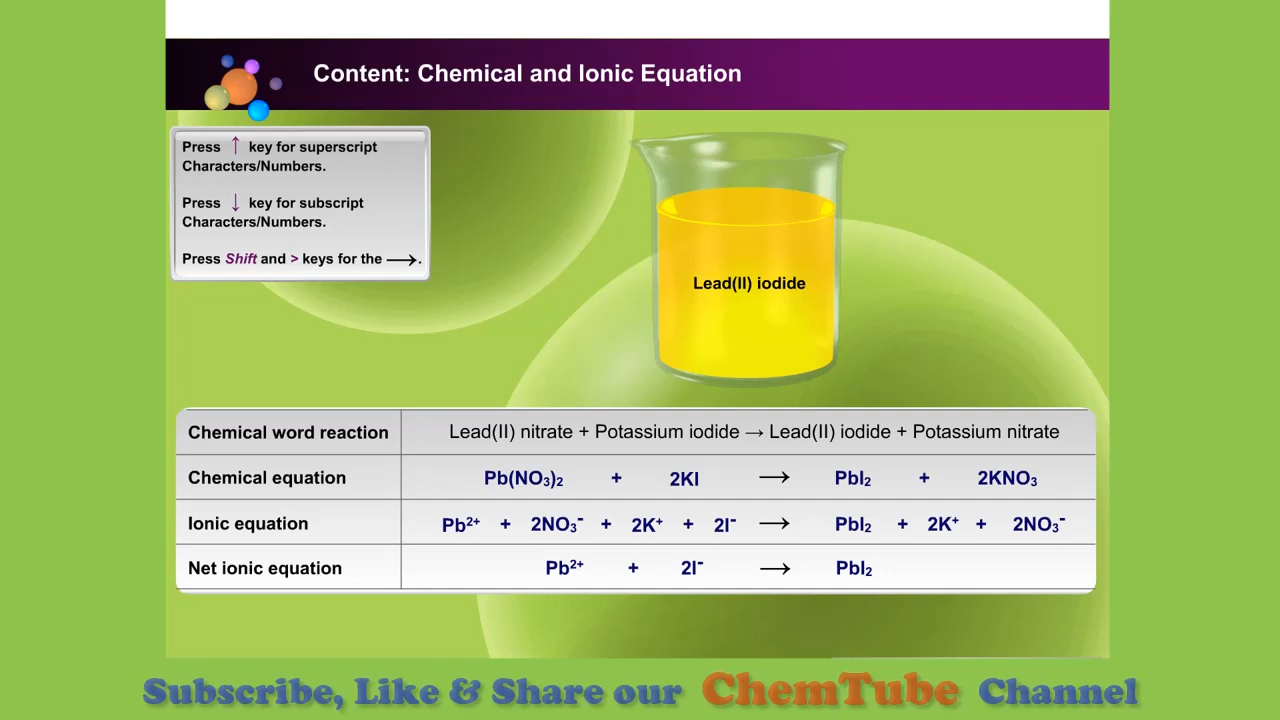 Content: Chemical and Ionic Equation
Press ↑ key for superscript
Characters/Numbers.
Press ↓ key for subscript
Characters/Numbers.
Press Shift and > keys for the ⟶.
Lead(II) iodide
Chemical word reaction Lead(II) nitrate + Potassium iodide → Lead(II) iodide + Potassium nitrate
Chemical equation Pb(NO₃)₂ + 2KI ⟶ PbI₂ + 2KNO₃
Ionic equation Pb²⁺ + 2NO₃⁻ + 2K⁺ + 2I⁻ ⟶ PbI₂ + 2K⁺ + 2NO₃⁻
Net ionic equation Pb²⁺ + 2I⁻ ⟶ PbI₂
Subscribe, Like & Share our ChemTube Channel